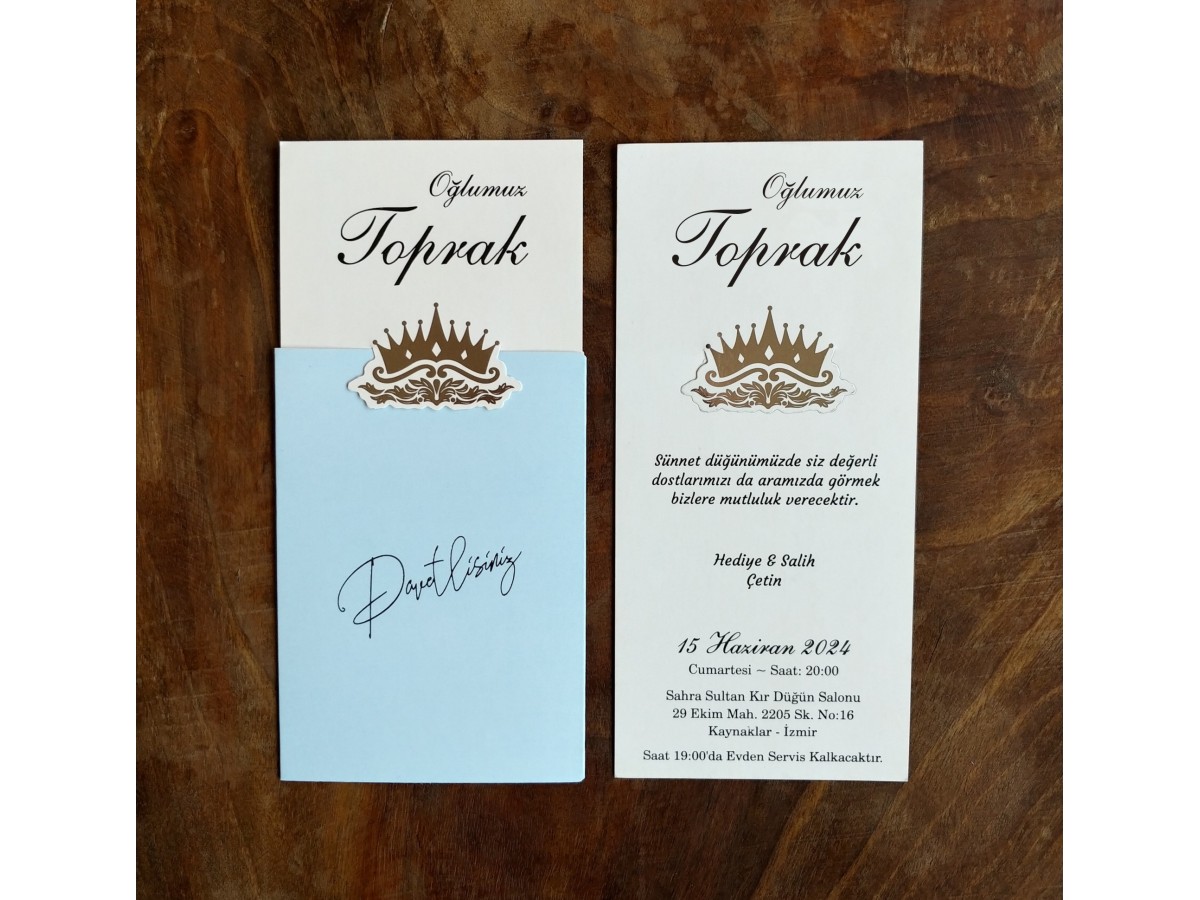 Oğlumuz
Toprak
Davetlisiniz
Oğlumuz
Toprak
Sünnet düğünümüzde siz değerli
dostlarımızı da aramızda görmek
bizlere mutluluk verecektir.
Hediye & Salih
Çetin
15 Haziran 2024
Cumartesi ~ Saat: 20:00
Sahra Sultan Kır Düğün Salonu
29 Ekim Mah. 2205 Sk. No:16
Kaynaklar - İzmir
Saat 19:00'da Evden Servis Kalkacaktır.